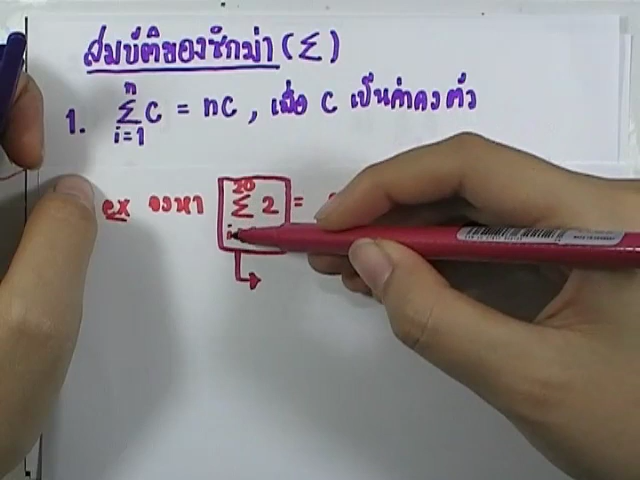 สมบัติของซิกม่า (Σ)
1. n Σ i=1 C = nC , เมื่อ C เป็นค่าคงตัว
ex จงหา 20 Σ 2 =